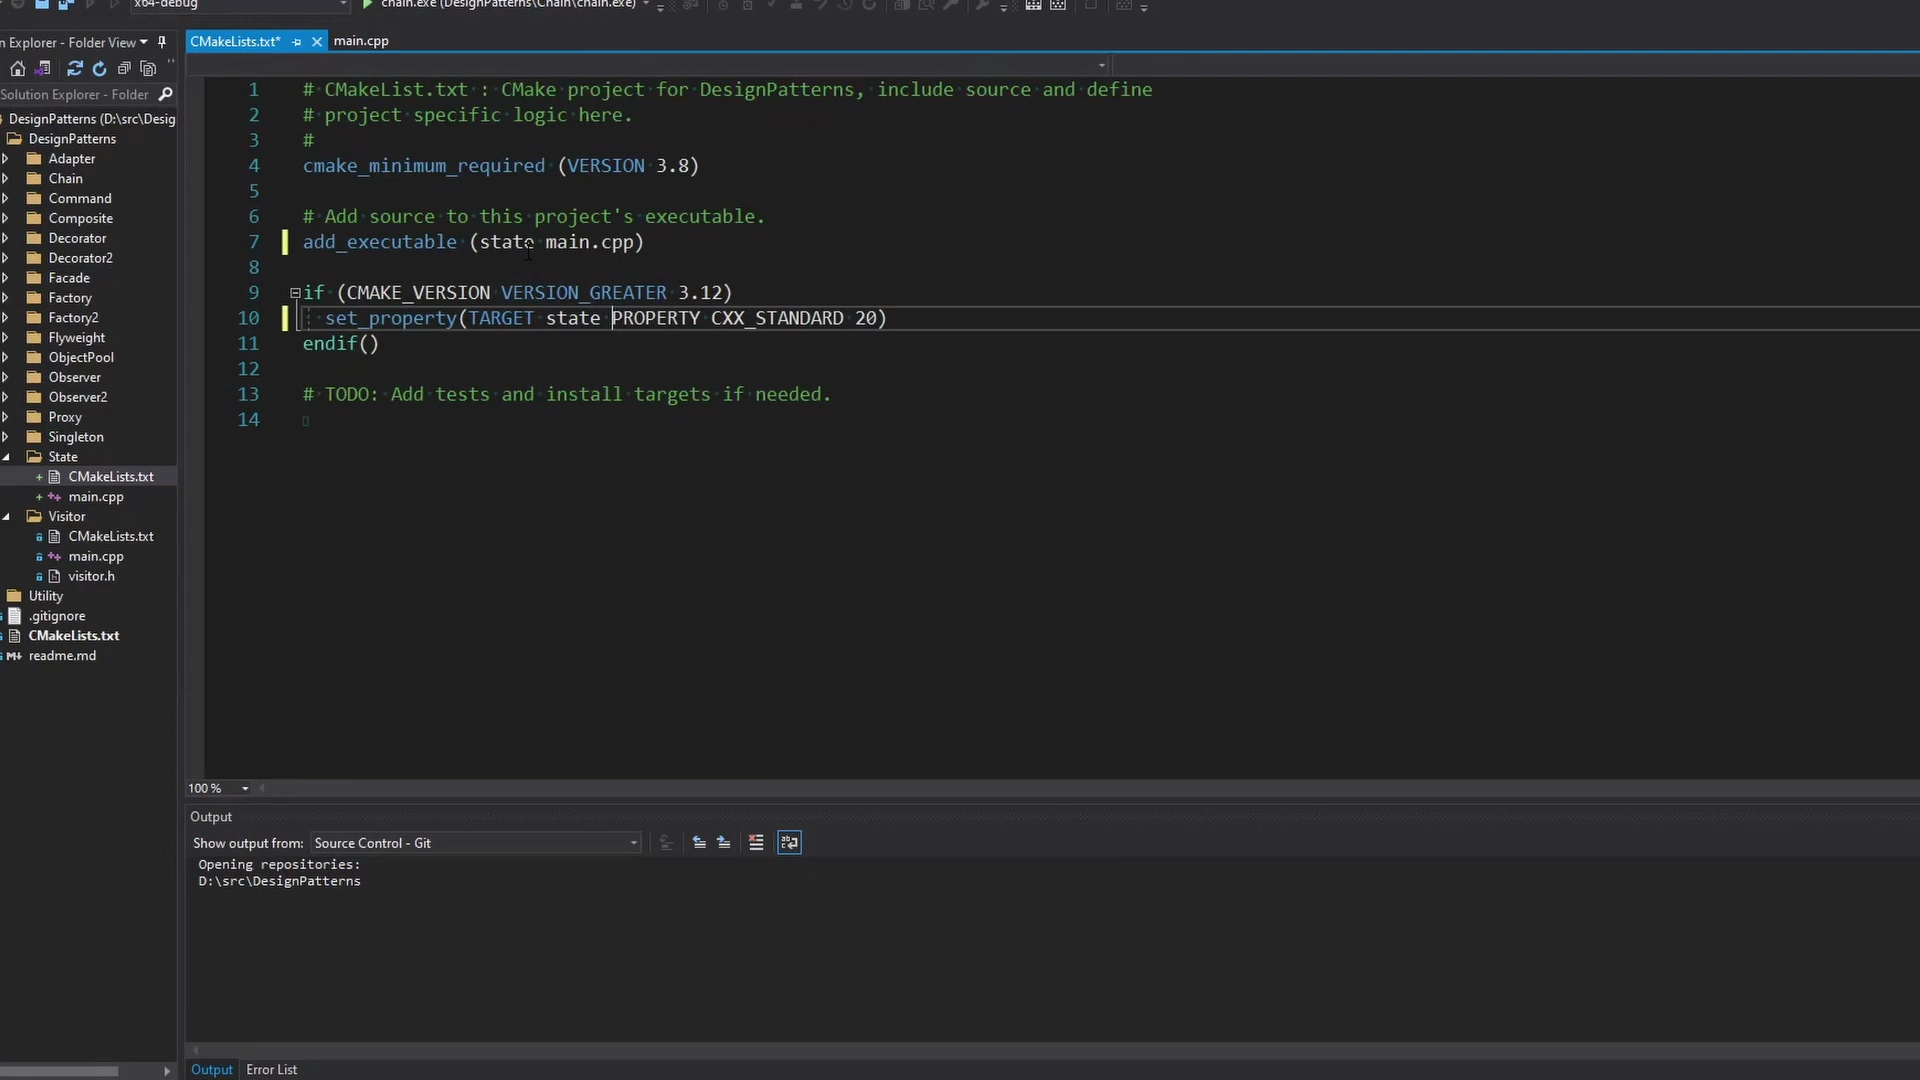 x64-debug
chain.exe (DesignPatterns\Chain\chain.exe)
n Explorer - Folder View
CMakeLists.txt*
main.cpp
Solution Explorer - Folder
DesignPatterns (D:\src\Desig
DesignPatterns
Adapter
Chain
Command
Composite
Decorator
Decorator2
Facade
Factory
Factory2
Flyweight
ObjectPool
Observer
Observer2
Proxy
Singleton
State
CMakeLists.txt
main.cpp
Visitor
CMakeLists.txt
main.cpp
visitor.h
Utility
.gitignore
CMakeLists.txt
readme.md
1 # CMakeList.txt : CMake project for DesignPatterns, include source and define
2 # project specific logic here.
3 #
4 cmake_minimum_required (VERSION 3.8)
5
6 # Add source to this project's executable.
7 add_executable (state main.cpp)
8
9 if (CMAKE_VERSION VERSION_GREATER 3.12)
10 set_property(TARGET state PROPERTY CXX_STANDARD 20)
11 endif()
12
13 # TODO: Add tests and install targets if needed.
14
100 %
Output
Show output from: Source Control - Git
Opening repositories:
D:\src\DesignPatterns
Output Error List